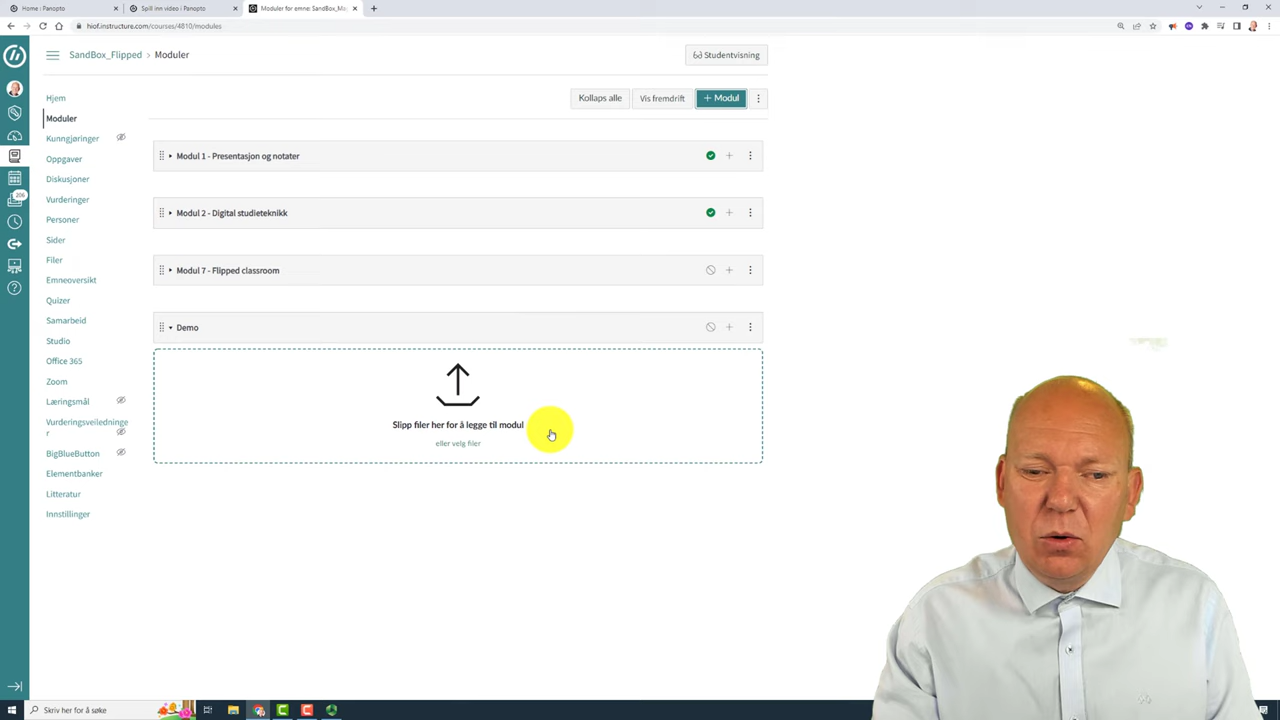 Home | Panopto
Spill inn video i Panopto
Moduler for emne: SandBox_Ma
hiof.instructure.com/courses/4810/modules
SandBox_Flipped > Moduler
Studentvisning
Kollaps alle
Vis fremdrift
+ Modul
Hjem
Moduler
Kunngjøringer
Oppgaver
Diskusjoner
Vurderinger
Personer
Sider
Filer
Emneoversikt
Quizer
Samarbeid
Studio
Office 365
Zoom
Læringsmål
Vurderingsveiledninge
r
BigBlueButton
Elementbanker
Litteratur
Innstillinger
206
Modul 1 - Presentasjon og notater
Modul 2 - Digital studieteknikk
Modul 7 - Flipped classroom
Demo
Slipp filer her for å legge til modul
eller velg filer
Skriv her for å søke